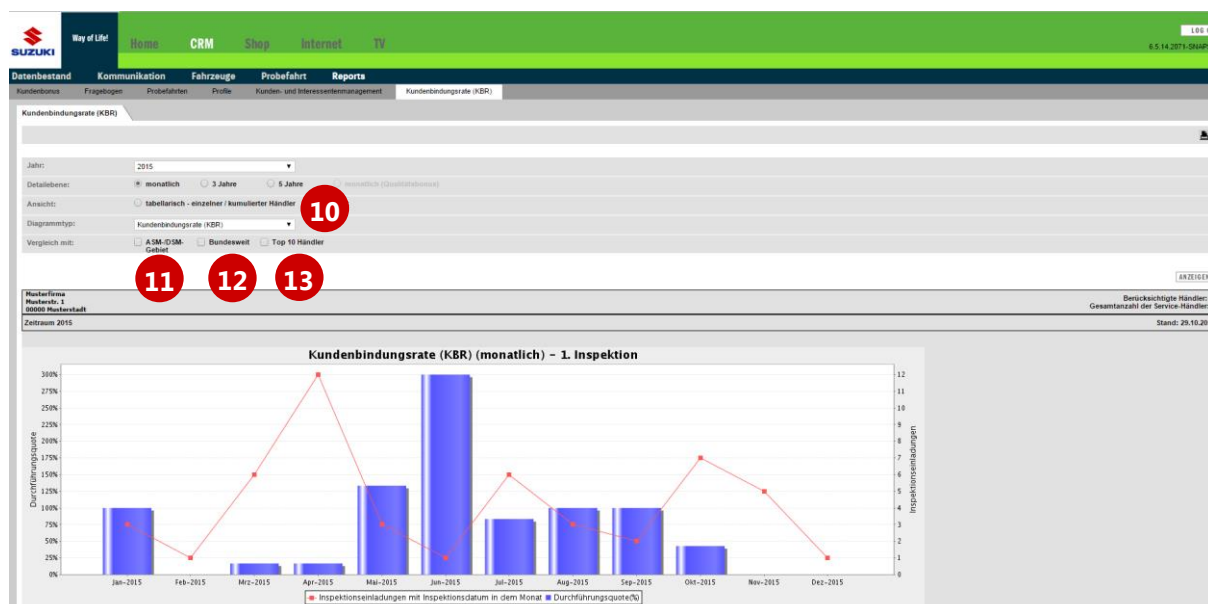 SUZUKI
Way of Life!
Home CRM Shop Internet TV
LOG
6.5.14.2071-SNAPS
Datenbestand Kommunikation Fahrzeuge Probefahrt Reports
Kundenbonus Fragebogen Probefahrten Profile Kunden- und Interessentenmanagement Kundenbindungsrate (KBR)
Kundenbindungsrate (KBR)
Jahr: 2015
Detailebene: monatlich 3 Jahre 5 Jahre monatlich (Qualitätsbonus)
Ansicht: tabellarisch - einzelner / kumulierter Händler
10
Diagrammtyp: Kundenbindungsrate (KBR)
Vergleich mit: ASM-/DSM-Gebiet Bundesweit Top 10 Händler
11 12 13
ANZEIGEN
Musterfirma
Musterstr. 1
00000 Musterstadt
Berücksichtigte Händler:
Gesamtanzahl der Service-Händler:
Zeitraum 2015
Stand: 29.10.20
Kundenbindungsrate (KBR) (monatlich) - 1. Inspektion
Durchführungsquote
300%
275%
250%
225%
200%
175%
150%
125%
100%
75%
50%
25%
0%
12
11
10
9
8
7
6
5
4
3
2
1
0
Inspektionseinladungen
Jan-2015 Feb-2015 Mrz-2015 Apr-2015 Mai-2015 Jun-2015 Jul-2015 Aug-2015 Sep-2015 Okt-2015 Nov-2015 Dez-2015
Inspektionseinladungen mit Inspektionsdatum in dem Monat Durchführungsquote(%)